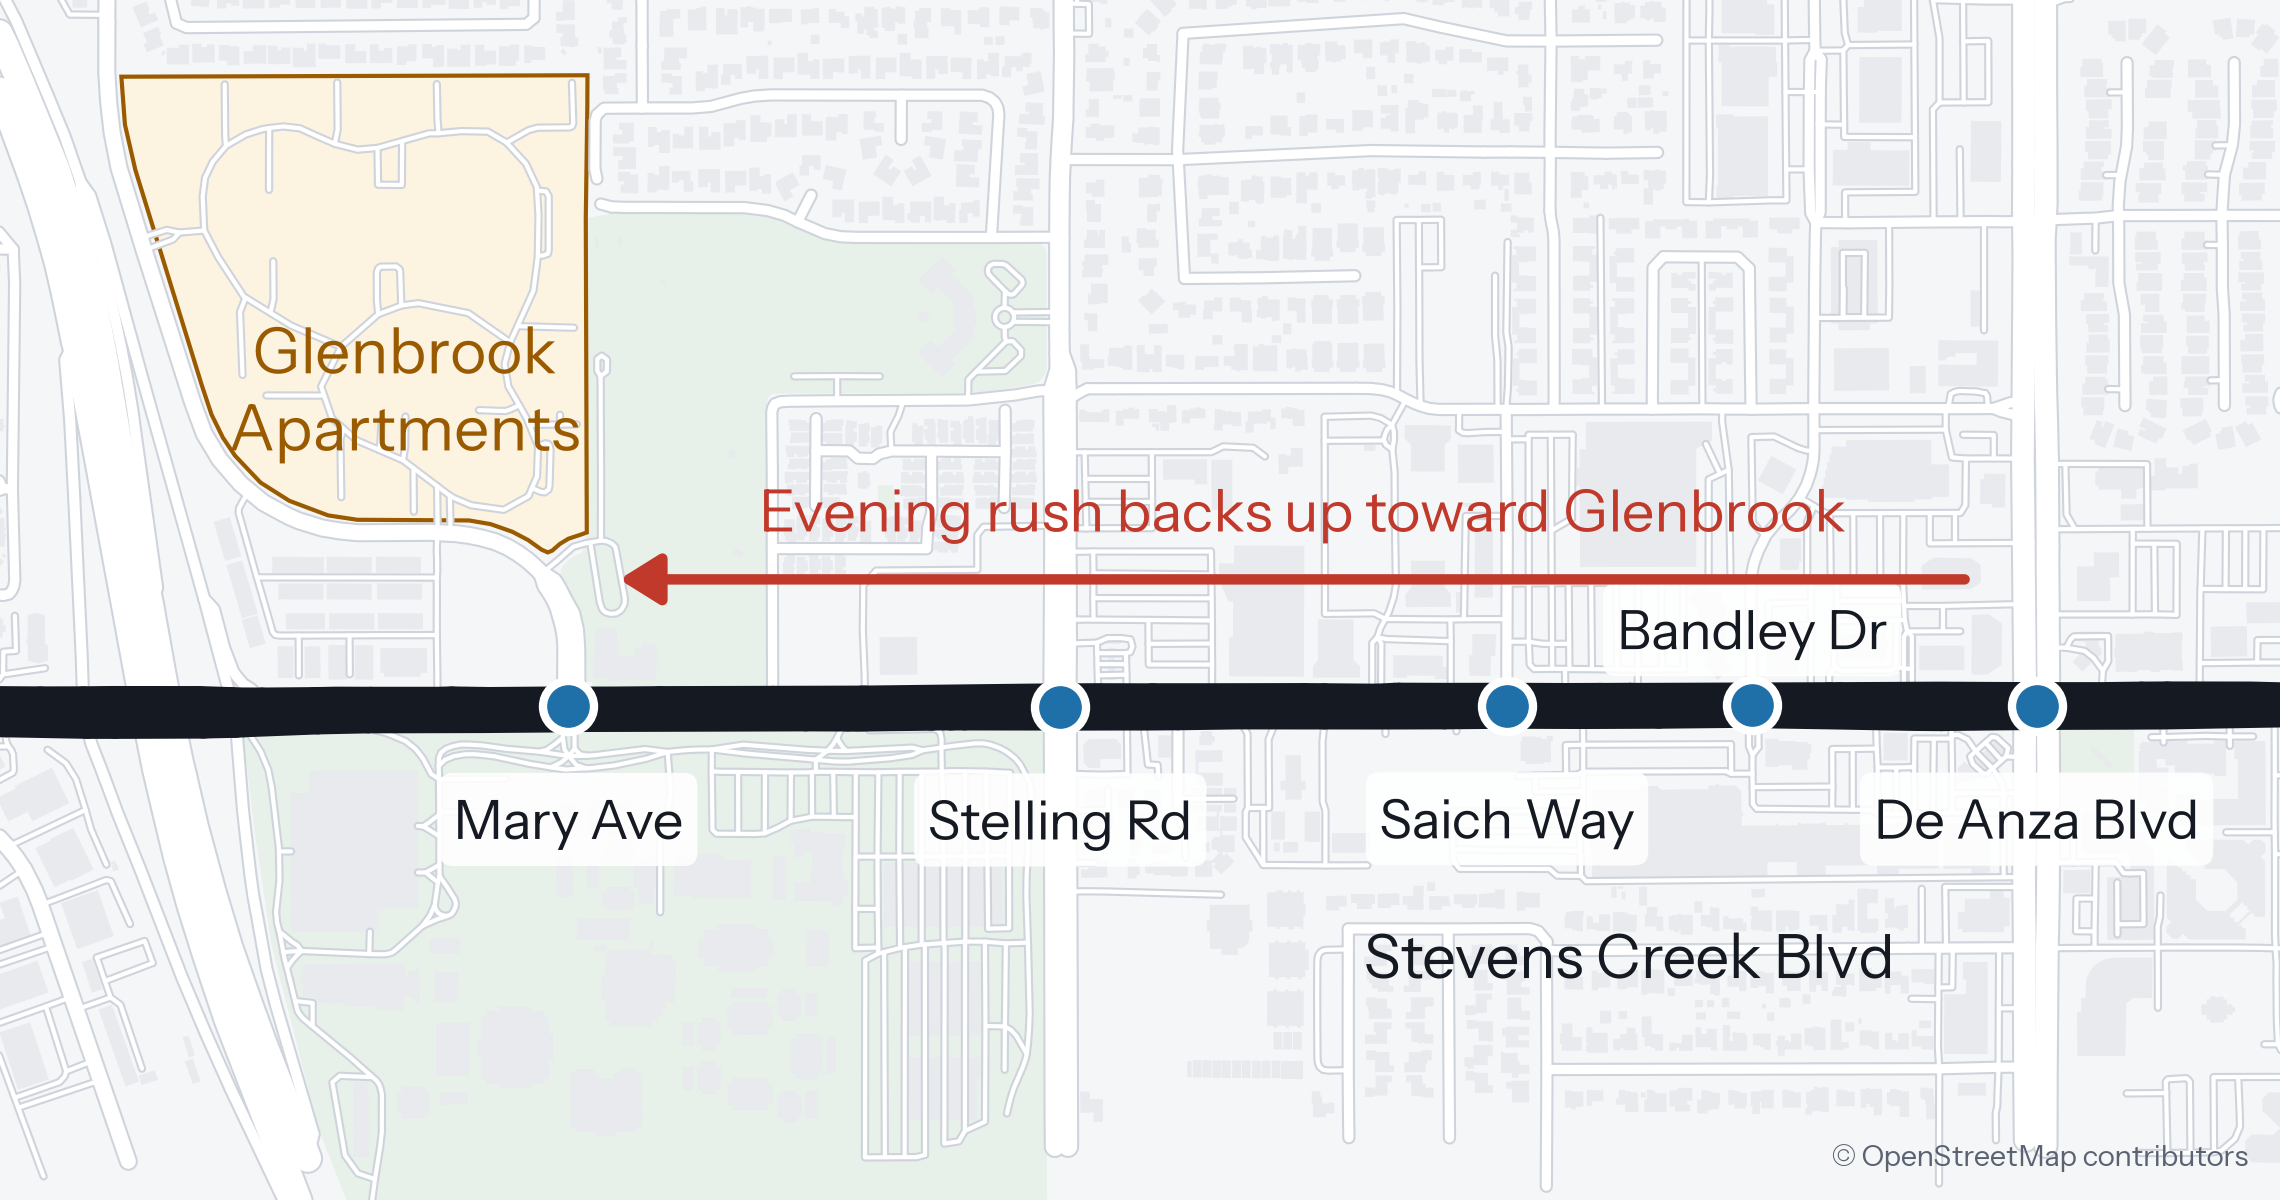 Glenbrook
Apartments
Evening rush backs up toward Glenbrook
Bandley Dr
Mary Ave
Stelling Rd
Saich Way
De Anza Blvd
Stevens Creek Blvd
© OpenStreetMap contributors